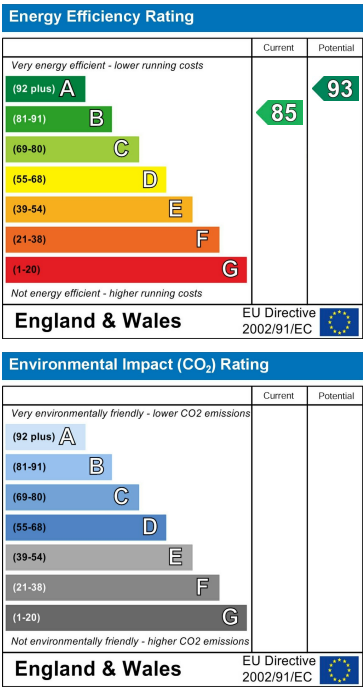 Energy Efficiency Rating
Current Potential
Very energy efficient - lower running costs
(92 plus) A
93
(81-91) B
85
(69-80) C
(55-68) D
(39-54) E
(21-38) F
(1-20) G
Not energy efficient - higher running costs
England & Wales
EU Directive
2002/91/EC
Environmental Impact (CO₂) Rating
Current Potential
Very environmentally friendly - lower CO2 emissions
(92 plus) A
(81-91) B
(69-80) C
(55-68) D
(39-54) E
(21-38) F
(1-20) G
Not environmentally friendly - higher CO2 emissions
England & Wales
EU Directive
2002/91/EC